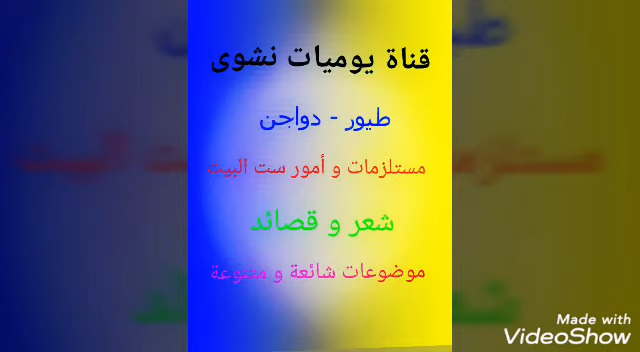 قناة يوميات نشوى
طيور - دواجن
مستلزمات و أمور ست البيت
شعر و قصائد
موضوعات شائعة و متنوعة
Made with
VideoShow